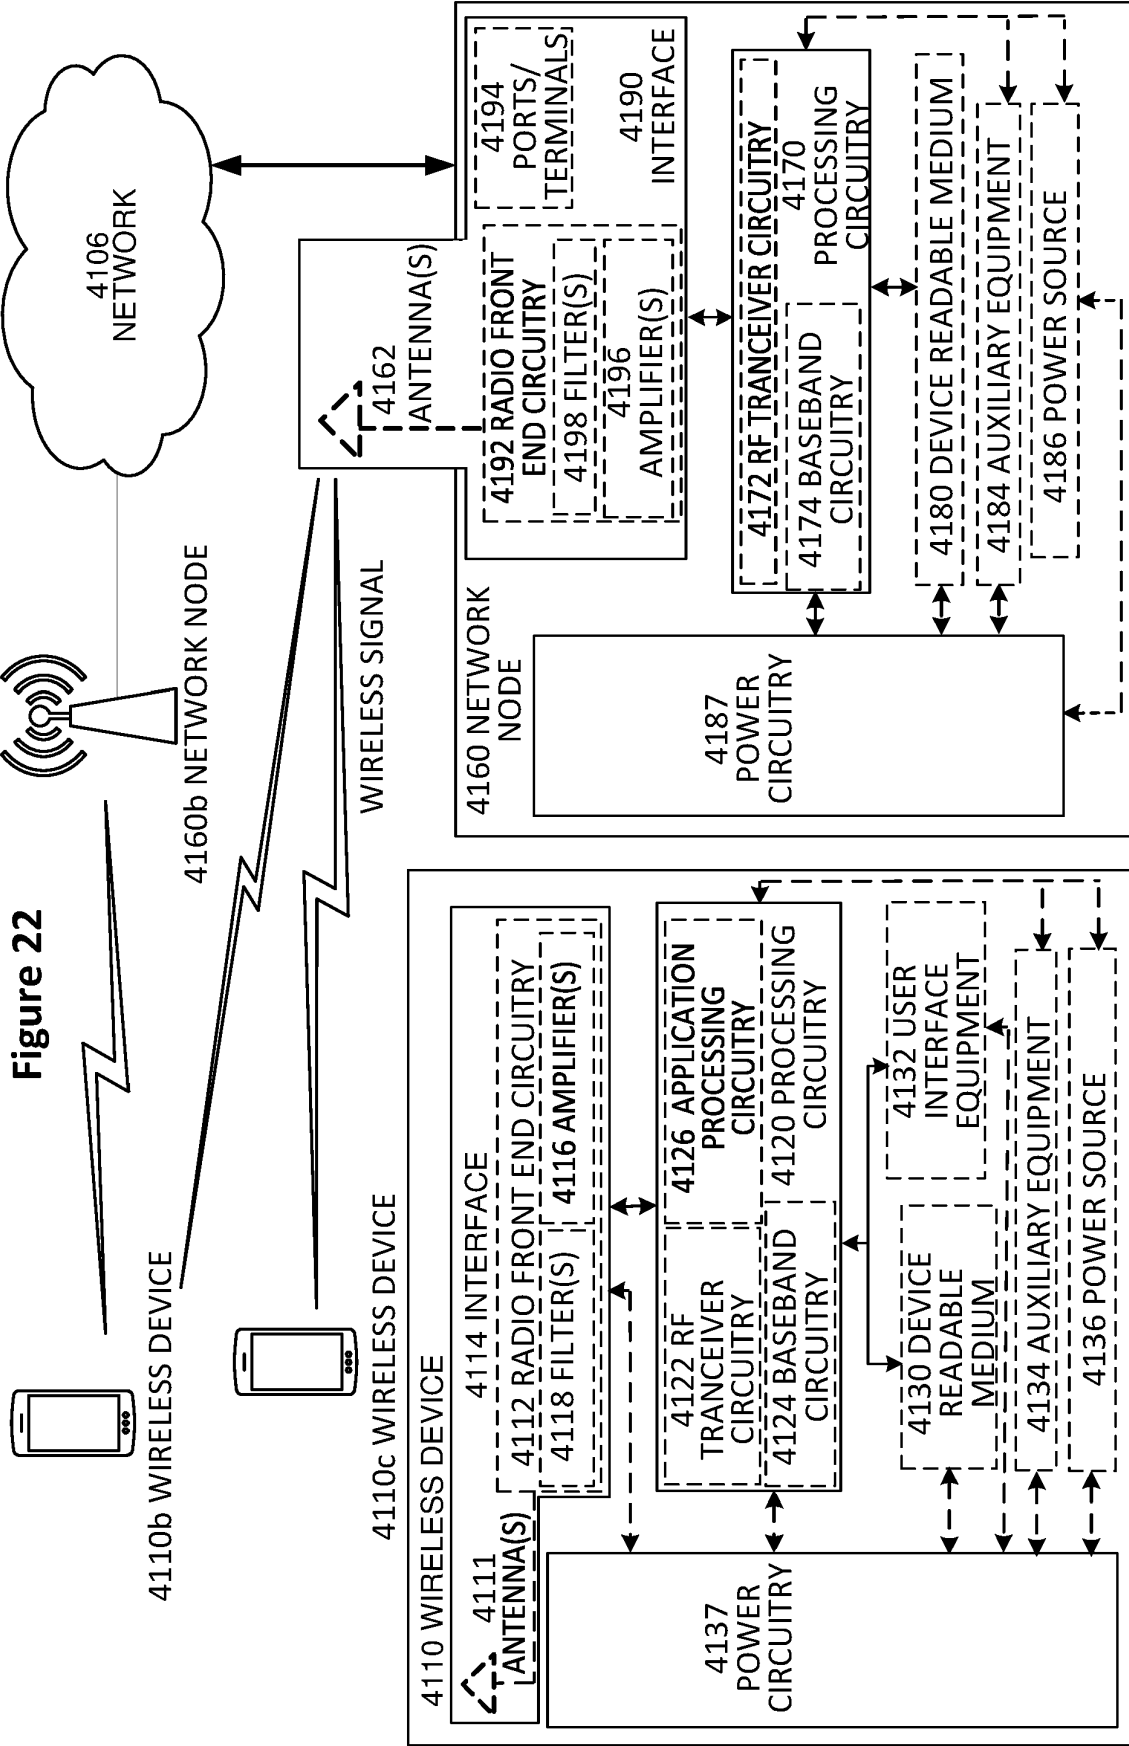 Figure 22
4106
NETWORK
4160b NETWORK NODE
4110b WIRELESS DEVICE
4110c WIRELESS DEVICE
WIRELESS SIGNAL
4110 WIRELESS DEVICE
4114 INTERFACE
4111
ANTENNA(S)
4112 RADIO FRONT END CIRCUITRY
4118 FILTER(S)
4116 AMPLIFIER(S)
4122 RF
TRANCEIVER
CIRCUITRY
4126 APPLICATION
PROCESSING
CIRCUITRY
4124 BASEBAND
CIRCUITRY
4120 PROCESSING
CIRCUITRY
4137
POWER
CIRCUITRY
4130 DEVICE
READABLE
MEDIUM
4132 USER
INTERFACE
EQUIPMENT
4134 AUXILIARY EQUIPMENT
4136 POWER SOURCE
4160 NETWORK
NODE
4162
ANTENNA(S)
4192 RADIO FRONT
END CIRCUITRY
4198 FILTER(S)
4196
AMPLIFIER(S)
4194
PORTS/
TERMINALS
4190
INTERFACE
4172 RF TRANCEIVER CIRCUITRY
4174 BASEBAND
CIRCUITRY
4170
PROCESSING
CIRCUITRY
4187
POWER
CIRCUITRY
4180 DEVICE READABLE MEDIUM
4184 AUXILIARY EQUIPMENT
4186 POWER SOURCE